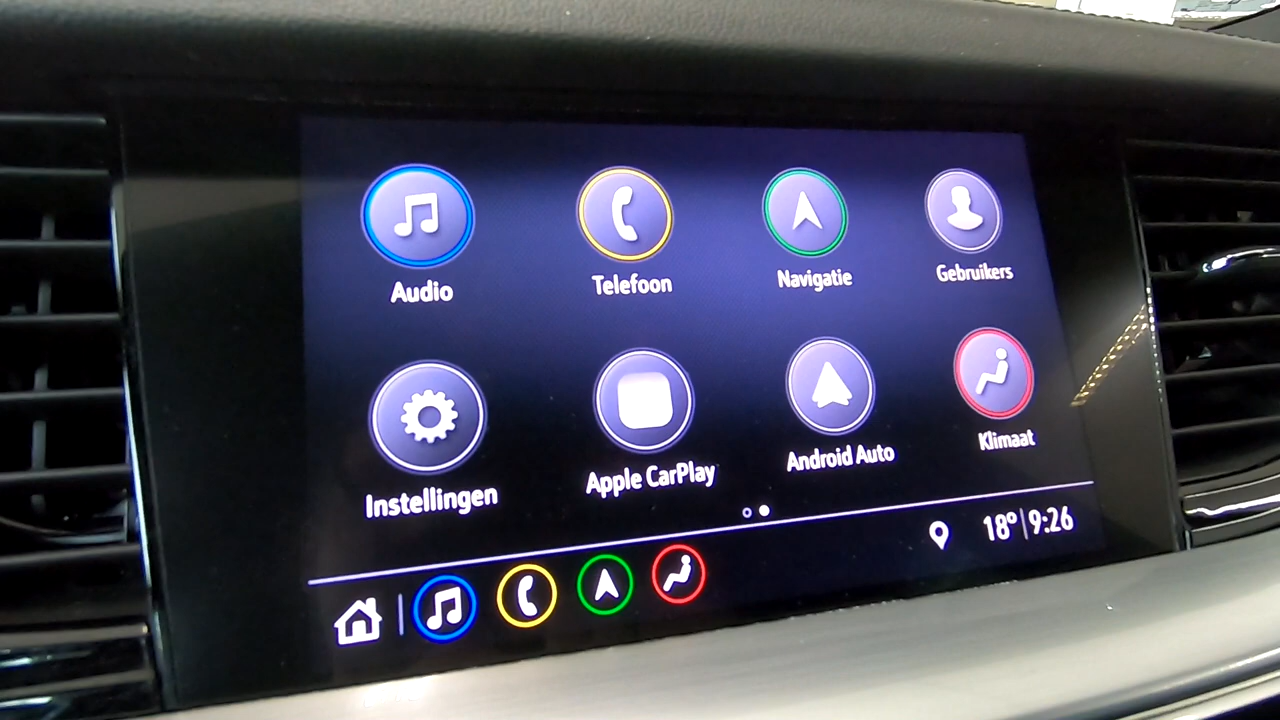 Audio
Telefoon
Navigatie
Gebruikers
Instellingen
Apple CarPlay
Android Auto
Klimaat
18°|9:26